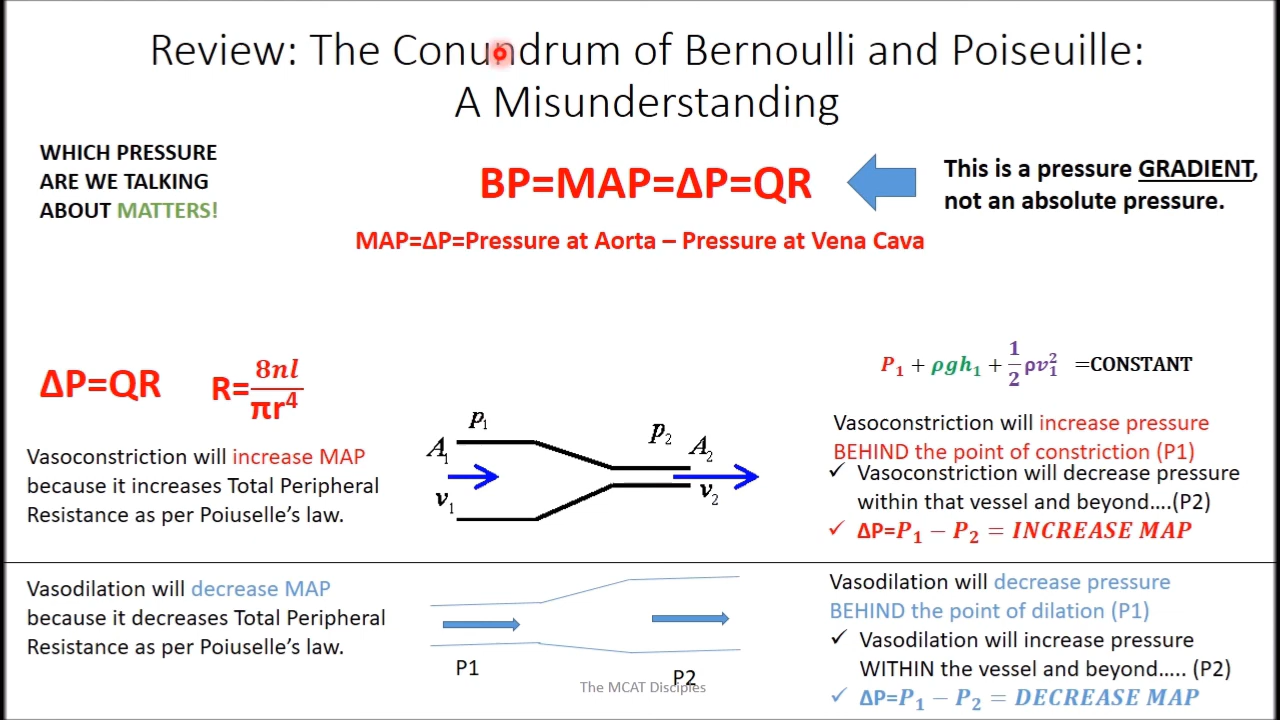 Review: The Conundrum of Bernoulli and Poiseuille:
A Misunderstanding
WHICH PRESSURE
ARE WE TALKING
ABOUT MATTERS!
BP=MAP=ΔP=QR
This is a pressure GRADIENT,
not an absolute pressure.
MAP=ΔP=Pressure at Aorta – Pressure at Vena Cava
ΔP=QR
R=8nl/πr⁴
Vasoconstriction will increase MAP
because it increases Total Peripheral
Resistance as per Poiuselle's law.
p₁
A₁
v₁
p₂
A₂
v₂
P₁ + ρgh₁ + 1/2 ρv₁² =CONSTANT
Vasoconstriction will increase pressure
BEHIND the point of constriction (P1)
✓ Vasoconstriction will decrease pressure
within that vessel and beyond....(P2)
✓ ΔP=P₁ − P₂ = INCREASE MAP
Vasodilation will decrease MAP
because it decreases Total Peripheral
Resistance as per Poiuselle's law.
P1
P2
The MCAT Disciples
Vasodilation will decrease pressure
BEHIND the point of dilation (P1)
✓ Vasodilation will increase pressure
WITHIN the vessel and beyond..... (P2)
✓ ΔP=P₁ − P₂ = DECREASE MAP